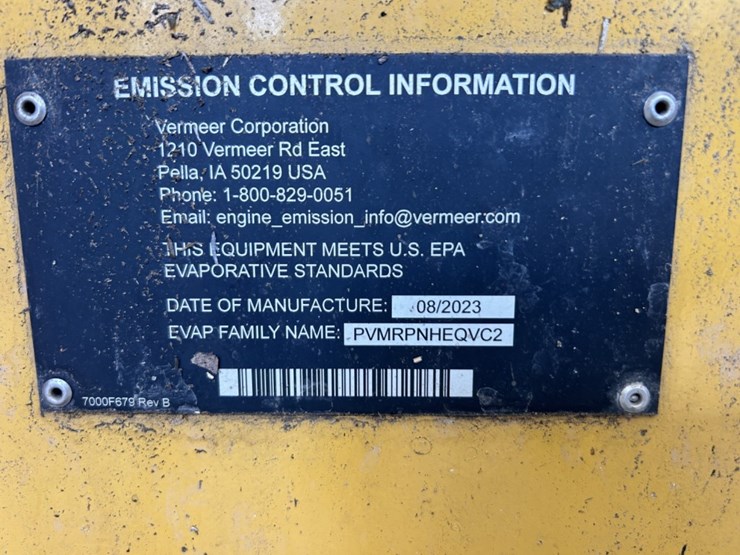 EMISSION CONTROL INFORMATION
Vermeer Corporation
1210 Vermeer Rd East
Pella, IA 50219 USA
Phone: 1-800-829-0051
Email: engine_emission_info@vermeer.com
THIS EQUIPMENT MEETS U.S. EPA
EVAPORATIVE STANDARDS
DATE OF MANUFACTURE: 08/2023
EVAP FAMILY NAME: PVMRPNHEQVC2
7000F679 Rev B